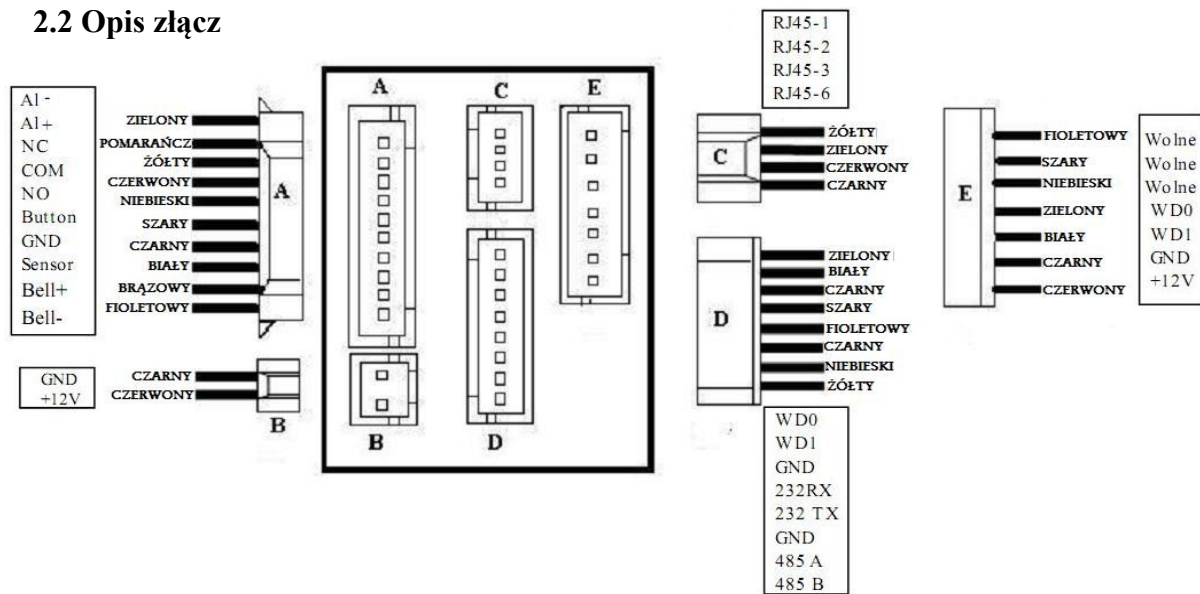 2.2 Opis złącz
Al -
Al+
NC
COM
NO
Button
GND
Sensor
Bell+
Bell-
ZIELONY
POMARAŃCZ
ŻÓŁTY
CZERWONY
NIEBIESKI
SZARY
CZARNY
BIAŁY
BRĄZOWY
FIOLETOWY
A
GND
+12V
CZARNY
CZERWONY
B
A
C
E
B
D
RJ45-1
RJ45-2
RJ45-3
RJ45-6
C
ŻÓŁTY
ZIELONY
CZERWONY
CZARNY
D
ZIELONY
BIAŁY
CZARNY
SZARY
FIOLETOWY
CZARNY
NIEBIESKI
ŻÓŁTY
WD0
WD1
GND
232RX
232 TX
GND
485 A
485 B
E
FIOLETOWY
SZARY
NIEBIESKI
ZIELONY
BIAŁY
CZARNY
CZERWONY
Wolne
Wolne
Wolne
WD0
WD1
GND
+12V